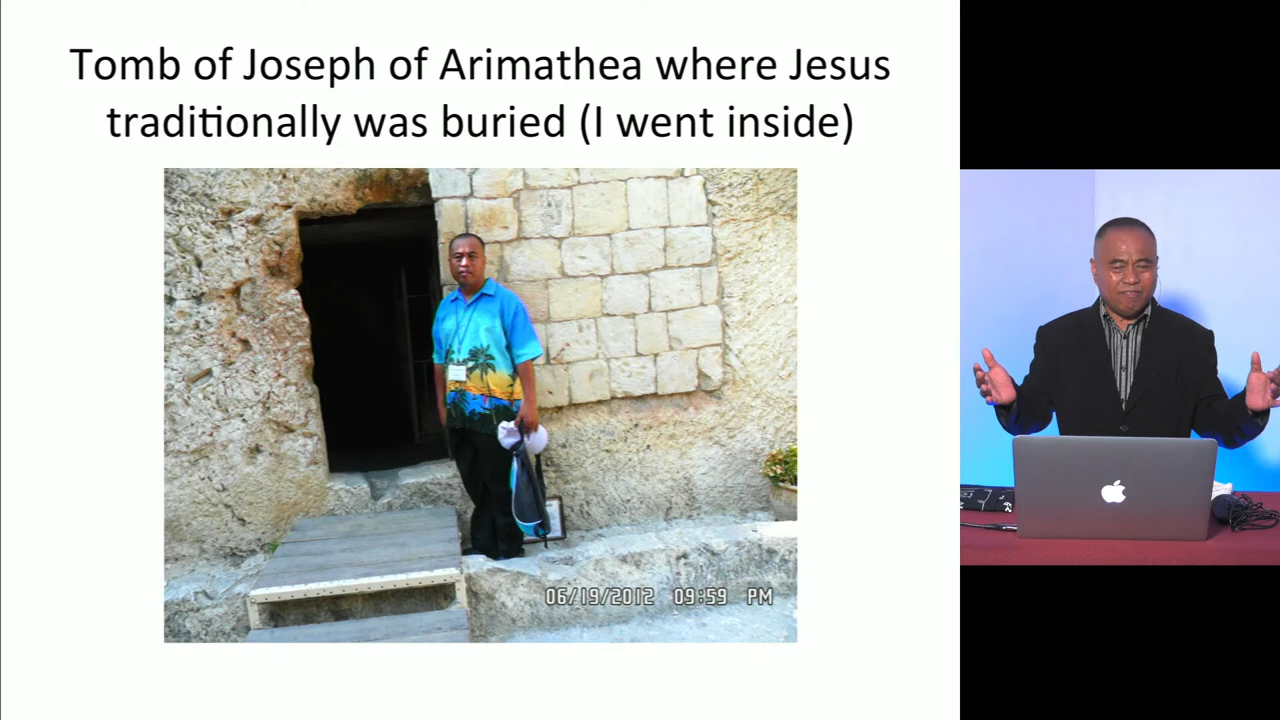 Tomb of Joseph of Arimathea where Jesus
traditionally was buried (I went inside)
06/19/2012 09:59 PM